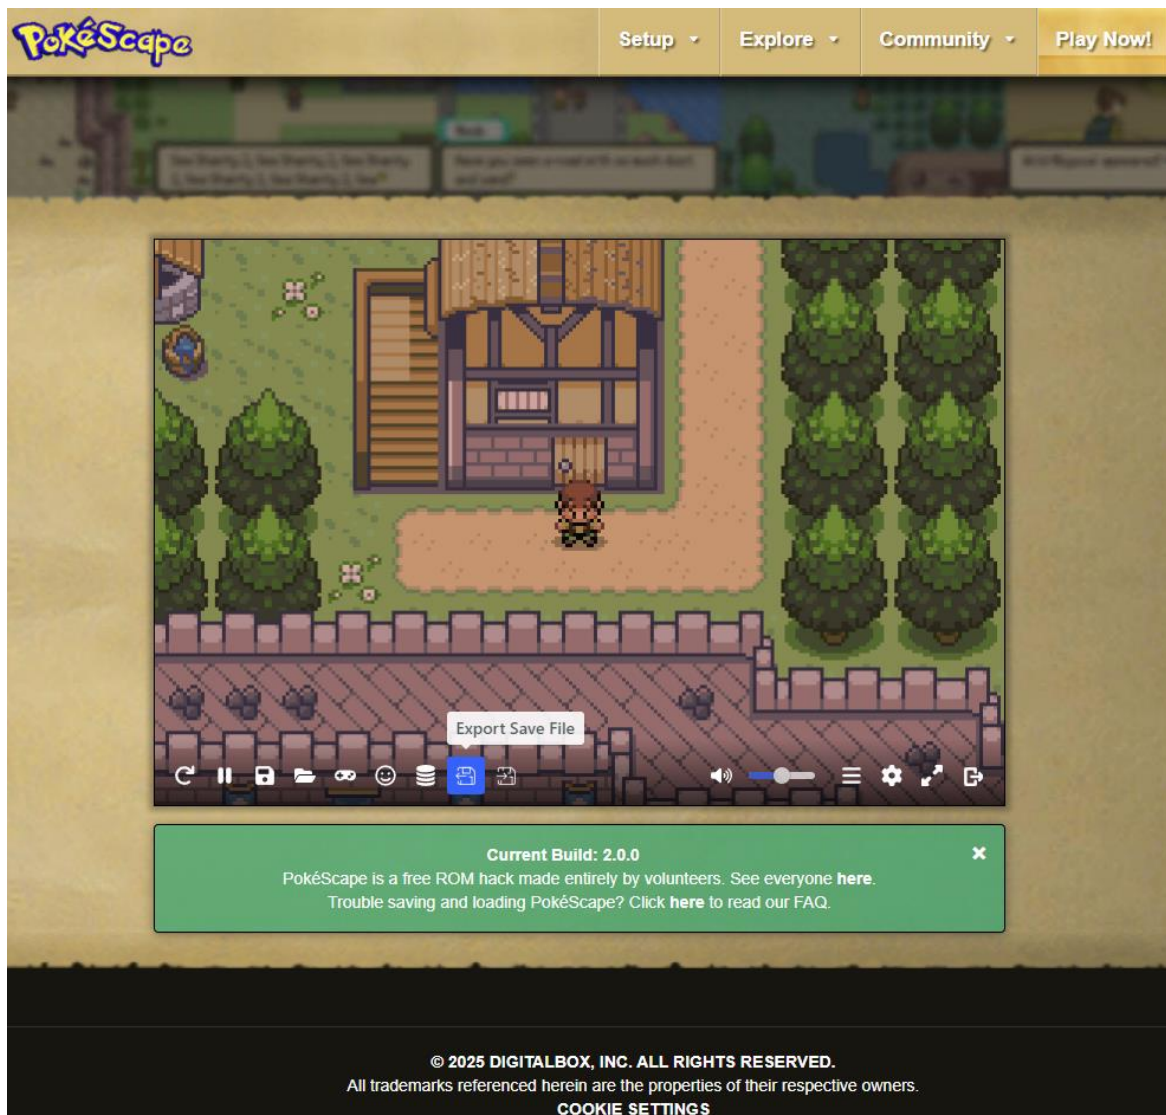 PokéScape
Setup
Explore
Community
Play Now!
Export Save File
Current Build: 2.0.0
PokéScape is a free ROM hack made entirely by volunteers. See everyone here.
Trouble saving and loading PokéScape? Click here to read our FAQ.
© 2025 DIGITALBOX, INC. ALL RIGHTS RESERVED.
All trademarks referenced herein are the properties of their respective owners.
COOKIE SETTINGS